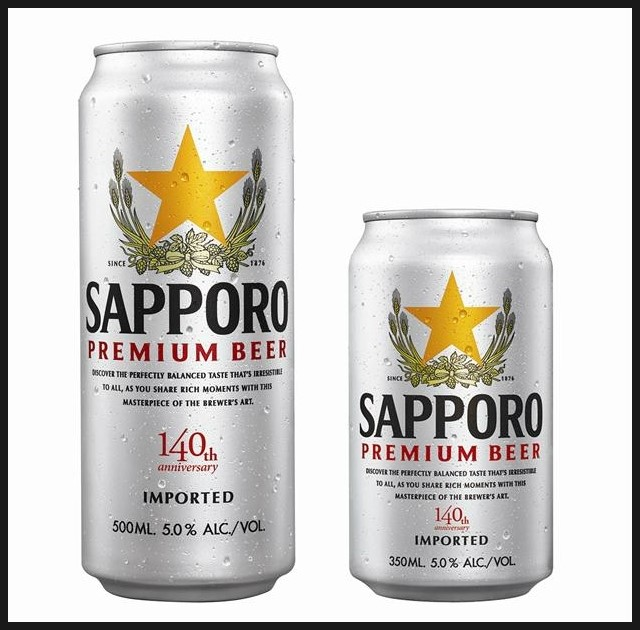 SINCE 1876
SAPPORO
PREMIUM BEER
DISCOVER THE PERFECTLY BALANCED TASTE THAT'S IRRESISTIBLE
TO ALL, AS YOU SHARE RICH MOMENTS WITH THIS
MASTERPIECE OF THE BREWER'S ART.
140th
anniversary
IMPORTED
500ML. 5.0% ALC./VOL.
SINCE 1876
SAPPORO
PREMIUM BEER
DISCOVER THE PERFECTLY BALANCED TASTE THAT'S IRRESISTIBLE
TO ALL, AS YOU SHARE RICH MOMENTS WITH THIS
MASTERPIECE OF THE BREWER'S ART.
140th
anniversary
IMPORTED
350ML. 5.0% ALC./VOL.